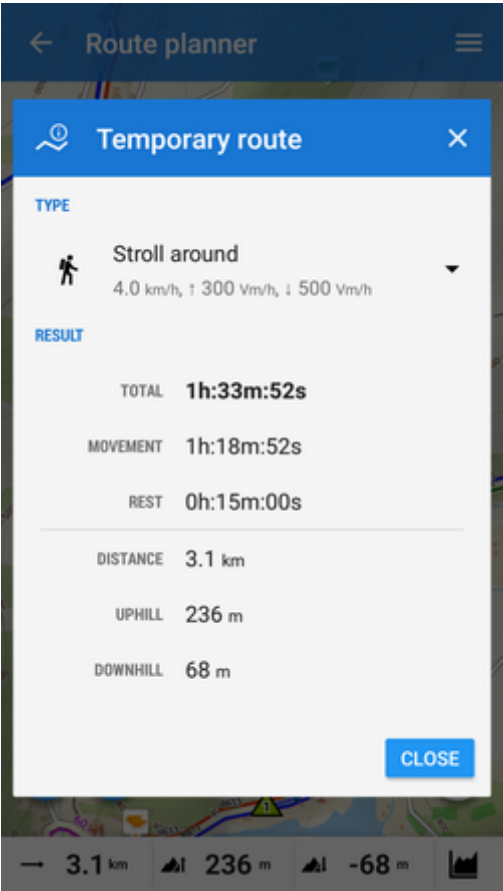 Route planner
Temporary route
TYPE
Stroll around
4.0 km/h, ↑ 300 Vm/h, ↓ 500 Vm/h
RESULT
TOTAL 1h:33m:52s
MOVEMENT 1h:18m:52s
REST 0h:15m:00s
DISTANCE 3.1 km
UPHILL 236 m
DOWNHILL 68 m
CLOSE
1
3.1 km 236 m -68 m